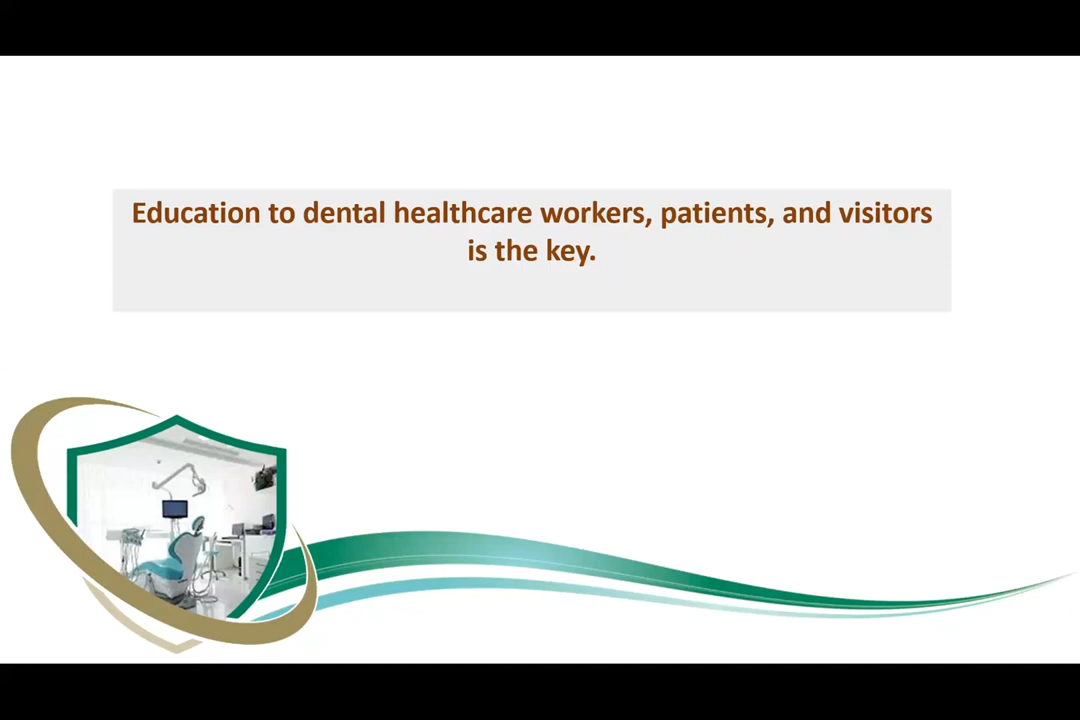 Education to dental healthcare workers, patients, and visitors
is the key.